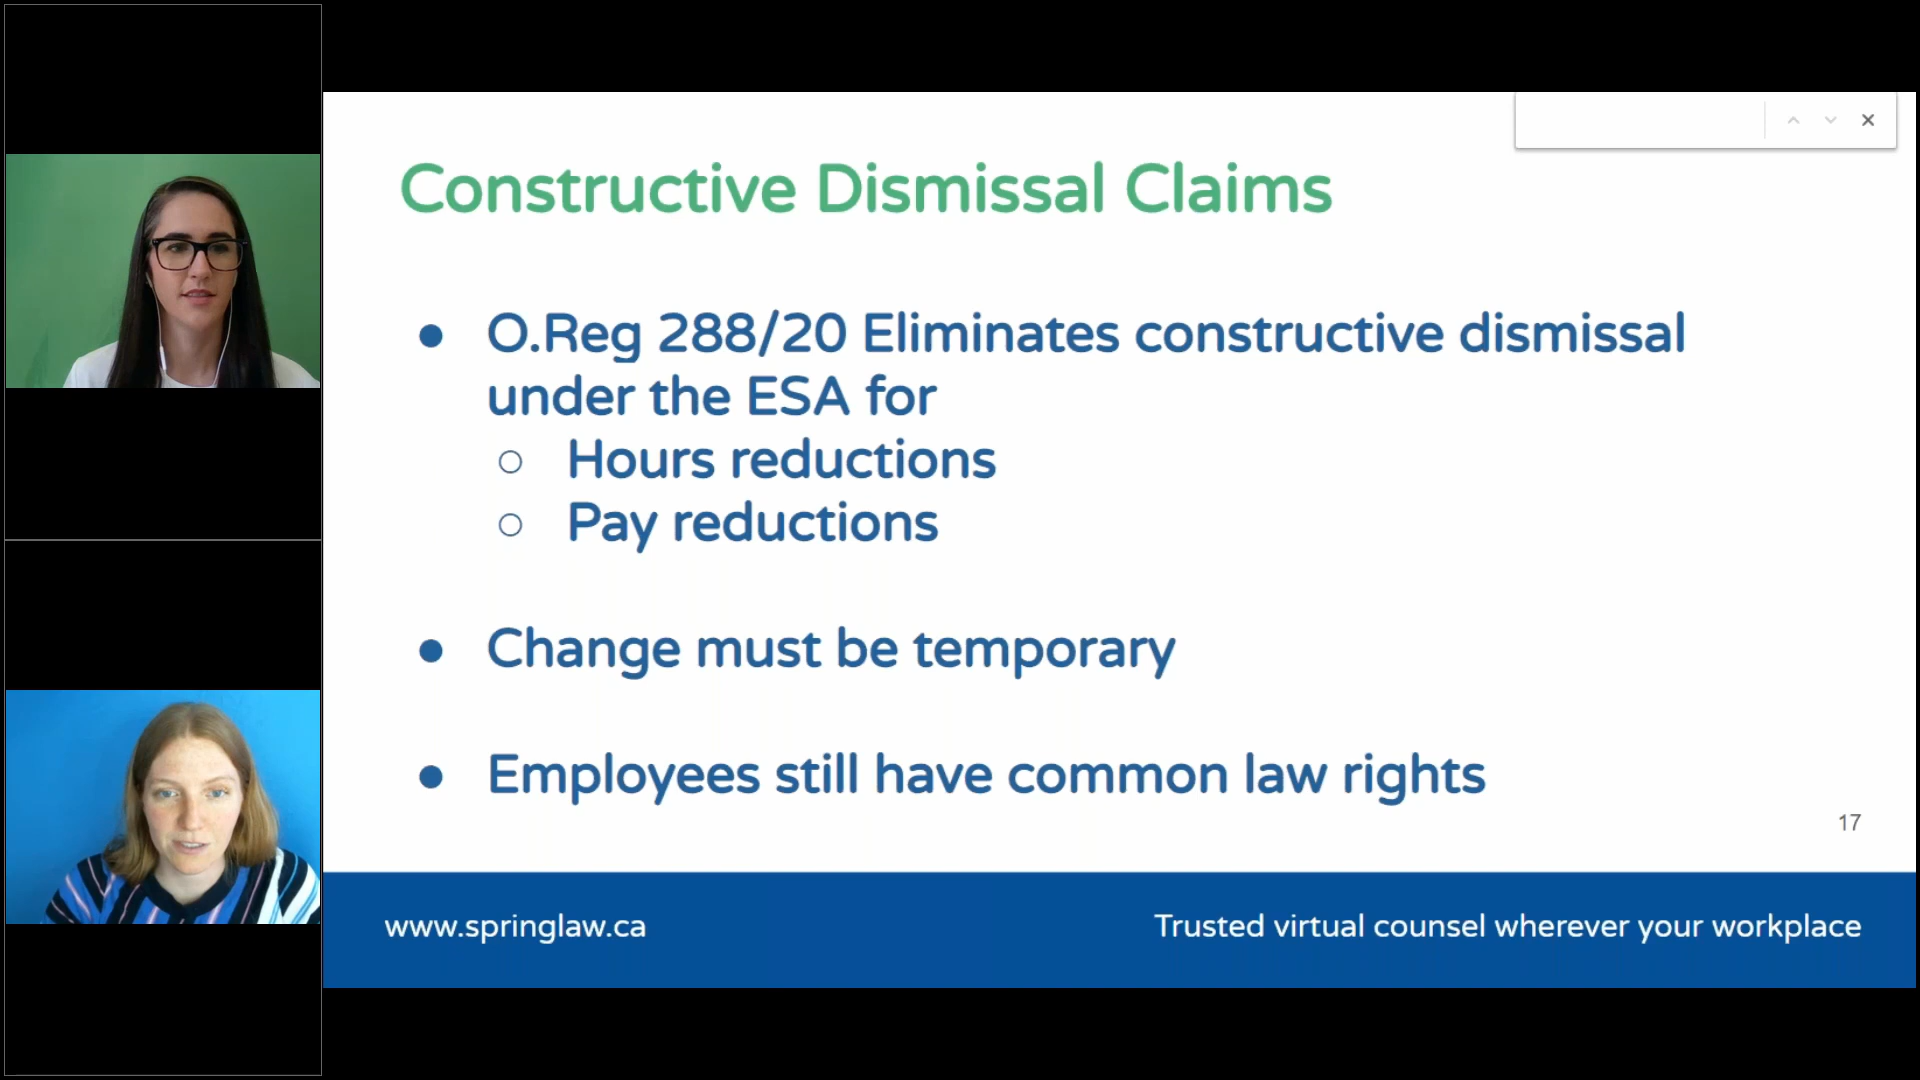 Constructive Dismissal Claims
● O.Reg 288/20 Eliminates constructive dismissal
under the ESA for
○ Hours reductions
○ Pay reductions
● Change must be temporary
● Employees still have common law rights
17
www.springlaw.ca
Trusted virtual counsel wherever your workplace